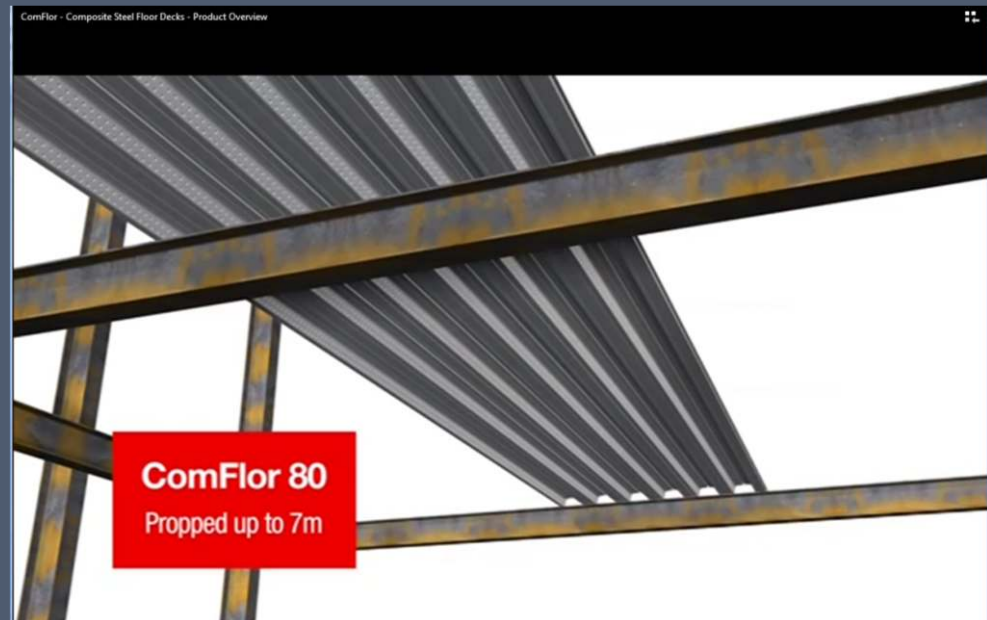 ComFlor - Composite Steel Floor Decks - Product Overview
ComFlor 80
Propped up to 7m